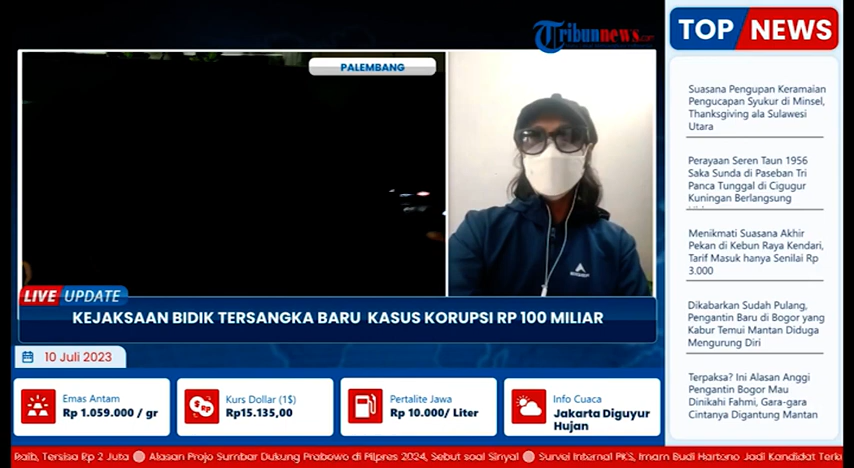 Tribunnews.com
PALEMBANG
LIVE UPDATE
KEJAKSAAN BIDIK TERSANGKA BARU KASUS KORUPSI RP 100 MILIAR
10 Juli 2023
Emas Antam
Rp 1.059.000 / gr
Kurs Dollar (1$)
Rp15.135,00
Pertalite Jawa
Rp 10.000/ Liter
Info Cuaca
Jakarta Diguyur
Hujan
Raib, Tersisa Rp 2 Juta
Alasan Projo Sumbar Dukung Prabowo di Pilpres 2024, Sebut soal Sinyal
Survei Internal PKS, Imam Budi Hartono Jadi Kandidat
TOP NEWS
Suasana Pengupan Keramaian
Pengucapan Syukur di Minsel,
Thanksgiving ala Sulawesi
Utara
Perayaan Seren Taun 1956
Saka Sunda di Paseban Tri
Panca Tunggal di Cigugur
Kuningan Berlangsung
Menikmati Suasana Akhir
Pekan di Kebun Raya Kendari,
Tarif Masuk hanya Senilai Rp
3.000
Dikabarkan Sudah Pulang,
Pengantin Baru di Bogor yang
Kabur Temui Mantan Diduga
Mengurung Diri
Terpaksa? Ini Alasan Anggi
Pengantin Bogor Mau
Dinikahi Fahmi, Gara-gara
Cintanya Digantung Mantan